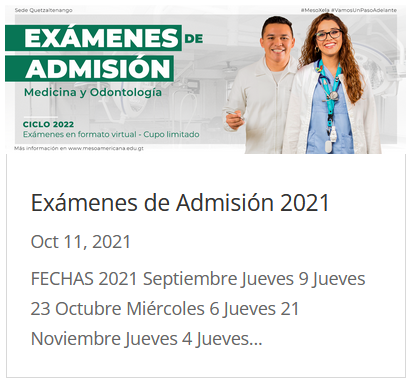 Sede Quetzaltenango
#MesoXela #VamosUnPasoAdelante
EXÁMENES DE
ADMISIÓN
Medicina y Odontología
CICLO 2022
Exámenes en formato virtual - Cupo limitado
Más información en www.mesoamericana.edu.gt
Exámenes de Admisión 2021
Oct 11, 2021
FECHAS 2021 Septiembre Jueves 9 Jueves
23 Octubre Miércoles 6 Jueves 21
Noviembre Jueves 4 Jueves...